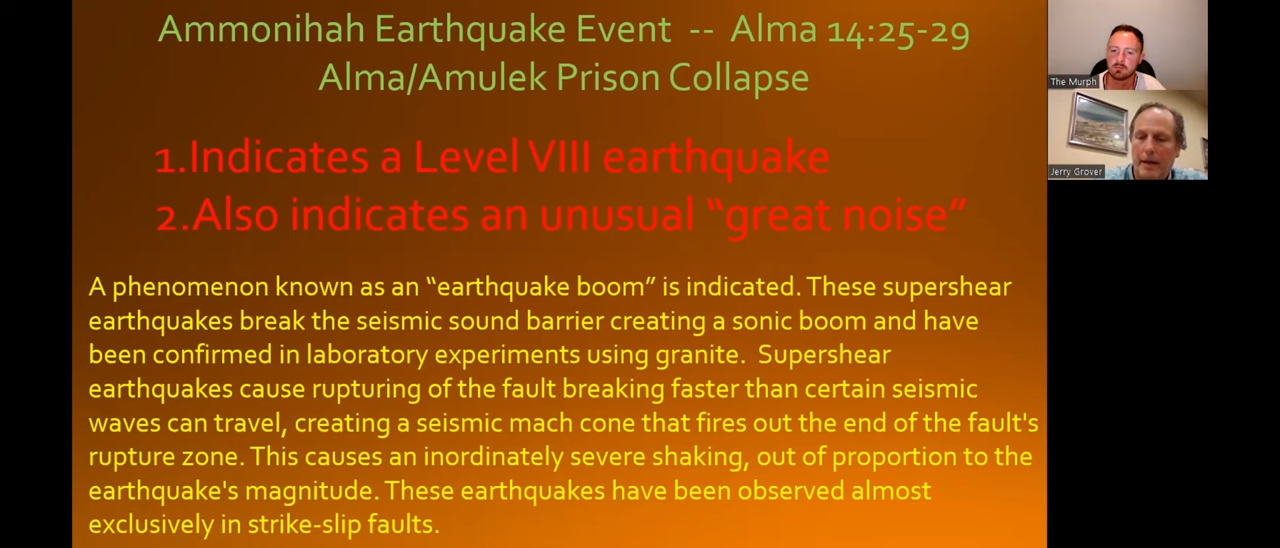 Ammonihah Earthquake Event -- Alma 14:25-29
Alma/Amulek Prison Collapse
1.Indicates a Level VIII earthquake
2.Also indicates an unusual “great noise”
A phenomenon known as an “earthquake boom” is indicated. These supershear
earthquakes break the seismic sound barrier creating a sonic boom and have
been confirmed in laboratory experiments using granite.  Supershear
earthquakes cause rupturing of the fault breaking faster than certain seismic
waves can travel, creating a seismic mach cone that fires out the end of the fault's
rupture zone. This causes an inordinately severe shaking, out of proportion to the
earthquake's magnitude. These earthquakes have been observed almost
exclusively in strike-slip faults.
The Murph
Jerry Grover